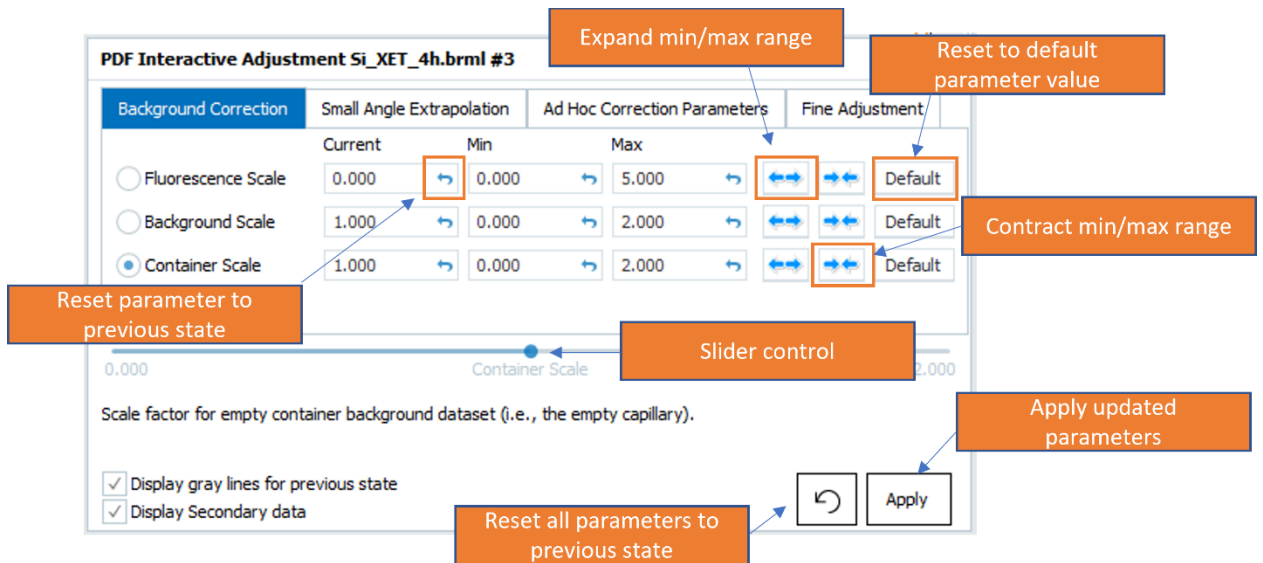 Expand min/max range
PDF Interactive Adjustment Si_XET_4h.brml #3
Reset to default
parameter value
Background Correction Small Angle Extrapolation Ad Hoc Correction Parameters Fine Adjustment
Current Min Max
Fluorescence Scale 0.000 0.000 5.000 Default
Background Scale 1.000 0.000 2.000 Default
Contract min/max range
Container Scale 1.000 0.000 2.000 Default
Reset parameter to
previous state
Slider control
0.000 Container Scale 2.000
Scale factor for empty container background dataset (i.e., the empty capillary).
Apply updated
parameters
Display gray lines for previous state
Display Secondary data
Apply
Reset all parameters to
previous state